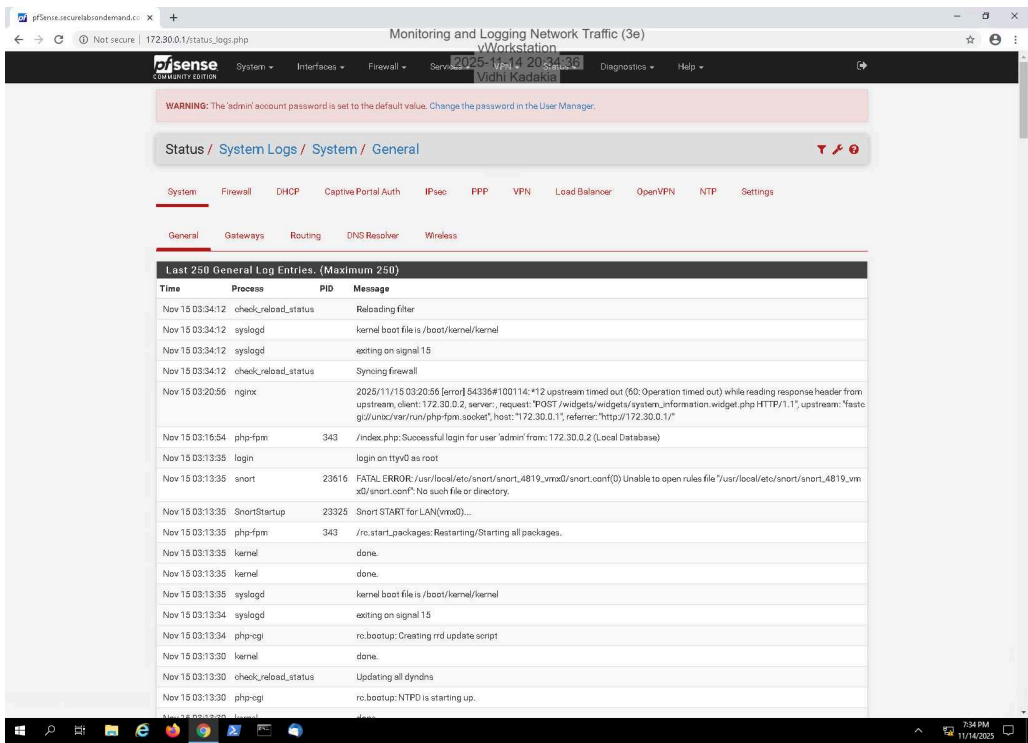 pfSense.securelabsondemand.co
Not secure | 172.30.0.1/status_logs.php
Monitoring and Logging Network Traffic (3e)
vWorkstation
2025-11-14 20:34:36
Vidhi Kadakia
pfsense
COMMUNITY EDITION
System Interfaces Firewall Services VPN Status Diagnostics Help
WARNING: The 'admin' account password is set to the default value. Change the password in the User Manager.
Status / System Logs / System / General
System Firewall DHCP Captive Portal Auth IPsec PPP VPN Load Balancer OpenVPN NTP Settings
General Gateways Routing DNS Resolver Wireless
Last 250 General Log Entries. (Maximum 250)
Time Process PID Message
Nov 15 03:34:12 check_reload_status Reloading filter
Nov 15 03:34:12 syslogd kernel boot file is /boot/kernel/kernel
Nov 15 03:34:12 syslogd exiting on signal 15
Nov 15 03:34:12 check_reload_status Syncing firewall
Nov 15 03:20:56 nginx 2025/11/15 03:20:56 [error] 54336#100114: *12 upstream timed out (60: Operation timed out) while reading response header from
upstream, client: 172.30.0.2, server: , request: "POST /widgets/widgets/system_information.widget.php HTTP/1.1", upstream: "fastc
gi://unix:/var/run/php-fpm.socket", host: "172.30.0.1", referrer: "http://172.30.0.1/"
Nov 15 03:16:54 php-fpm 343 /index.php: Successful login for user 'admin' from: 172.30.0.2 (Local Database)
Nov 15 03:13:35 login login on ttyv0 as root
Nov 15 03:13:35 snort 23616 FATAL ERROR: /usr/local/etc/snort/snort_4819_vmx0/snort.conf(0) Unable to open rules file "/usr/local/etc/snort/snort_4819_vm
x0/snort.conf": No such file or directory.
Nov 15 03:13:35 SnortStartup 23325 Snort START for LAN(vmx0)...
Nov 15 03:13:35 php-fpm 343 /rc.start_packages: Restarting/Starting all packages.
Nov 15 03:13:35 kernel done.
Nov 15 03:13:35 kernel done.
Nov 15 03:13:35 syslogd kernel boot file is /boot/kernel/kernel
Nov 15 03:13:34 syslogd exiting on signal 15
Nov 15 03:13:34 php-cgi rc.bootup: Creating rrd update script
Nov 15 03:13:30 kernel done.
Nov 15 03:13:30 check_reload_status Updating all dyndns
Nov 15 03:13:30 php-cgi rc.bootup: NTPD is starting up.
7:34 PM
11/14/2025